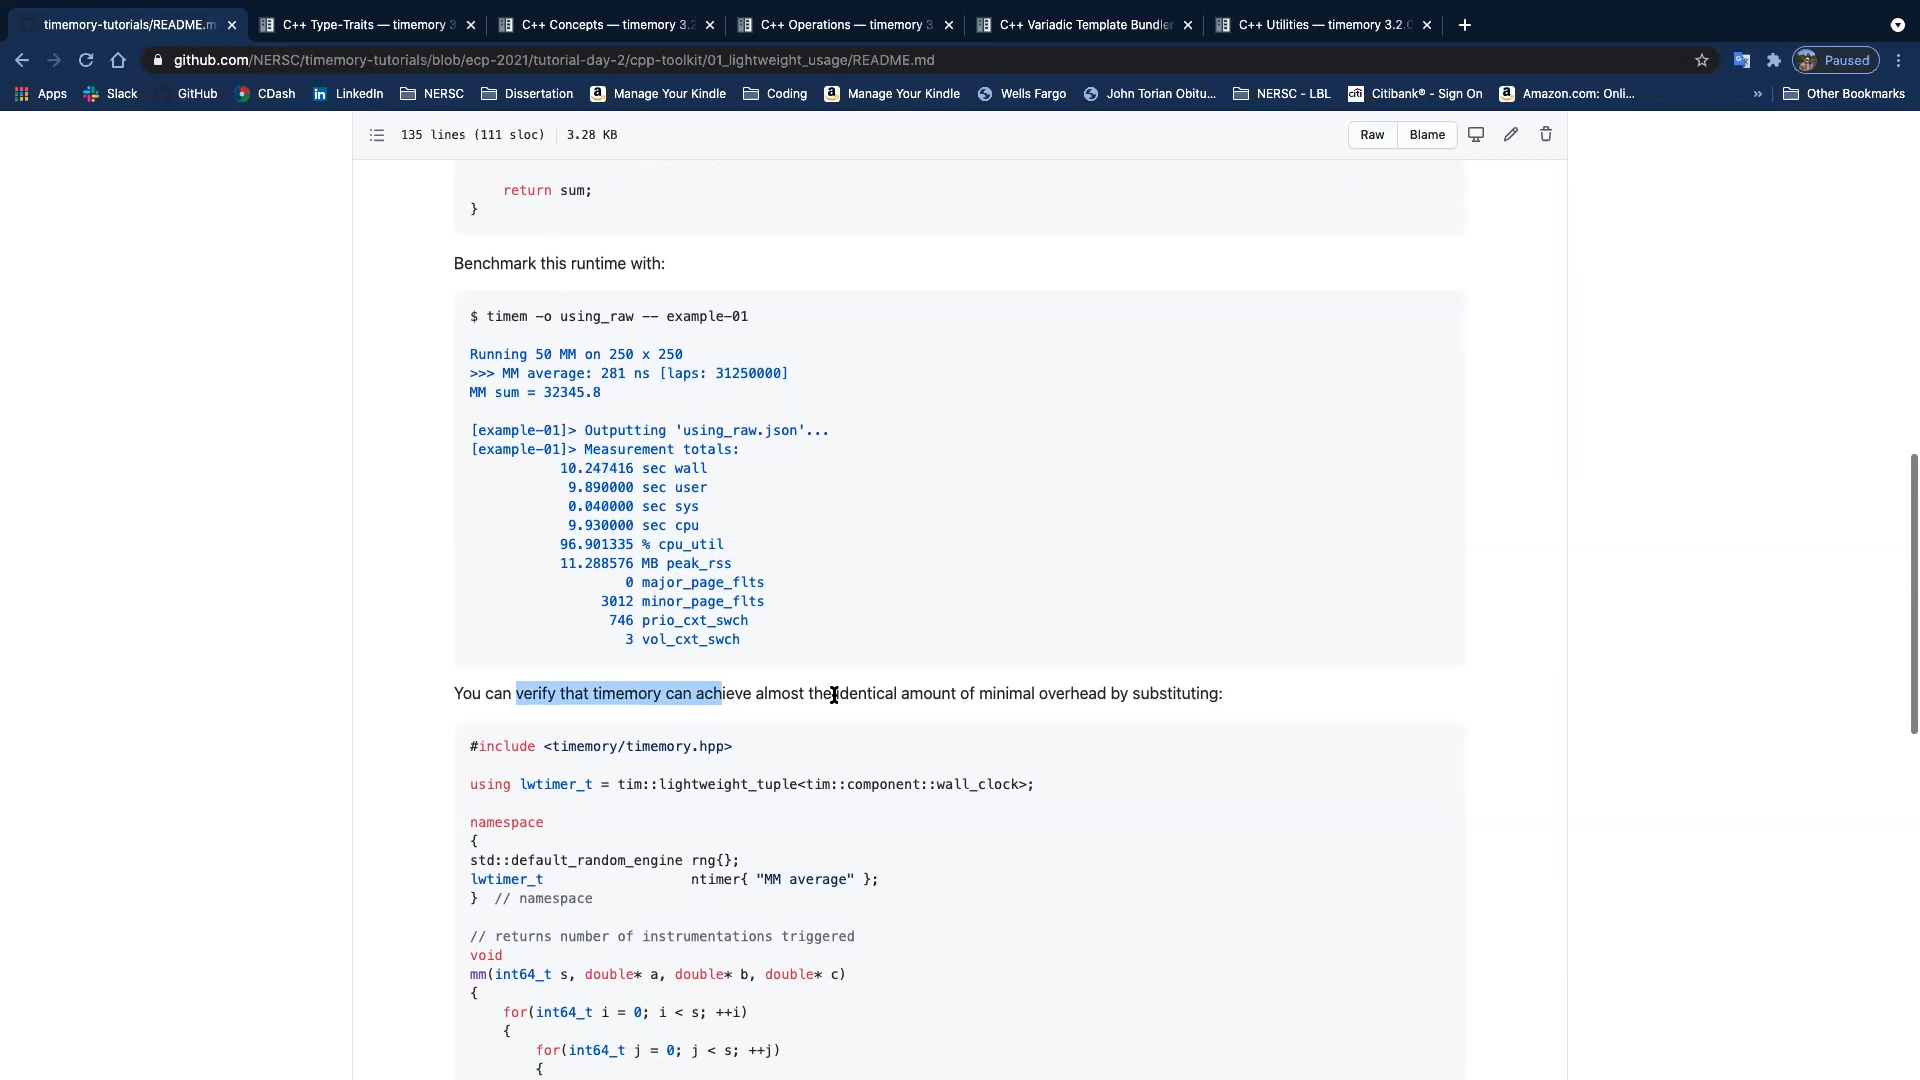 timemory-tutorials/README.m
C++ Type-Traits — timemory 3
C++ Concepts — timemory 3.2
C++ Operations — timemory 3.
C++ Variadic Template Bundler
C++ Utilities — timemory 3.2.0
github.com/NERSC/timemory-tutorials/blob/ecp-2021/tutorial-day-2/cpp-toolkit/01_lightweight_usage/README.md
Paused
Apps Slack GitHub CDash LinkedIn NERSC Dissertation Manage Your Kindle Coding Manage Your Kindle Wells Fargo John Torian Obitu... NERSC - LBL Citibank® - Sign On Amazon.com: Onli... » Other Bookmarks
135 lines (111 sloc) 3.28 KB Raw Blame
return sum;
}
Benchmark this runtime with:
$ timem -o using_raw -- example-01
Running 50 MM on 250 x 250
>>> MM average: 281 ns [laps: 31250000]
MM sum = 32345.8
[example-01]> Outputting 'using_raw.json'...
[example-01]> Measurement totals:
10.247416 sec wall
9.890000 sec user
0.040000 sec sys
9.930000 sec cpu
96.901335 % cpu_util
11.288576 MB peak_rss
0 major_page_flts
3012 minor_page_flts
746 prio_cxt_swch
3 vol_cxt_swch
You can verify that timemory can achieve almost the identical amount of minimal overhead by substituting:
#include <timemory/timemory.hpp>
using lwtimer_t = tim::lightweight_tuple<tim::component::wall_clock>;
namespace
{
std::default_random_engine rng{};
lwtimer_t ntimer{ "MM average" };
} // namespace
// returns number of instrumentations triggered
void
mm(int64_t s, double* a, double* b, double* c)
{
for(int64_t i = 0; i < s; ++i)
{
for(int64_t j = 0; j < s; ++j)
{